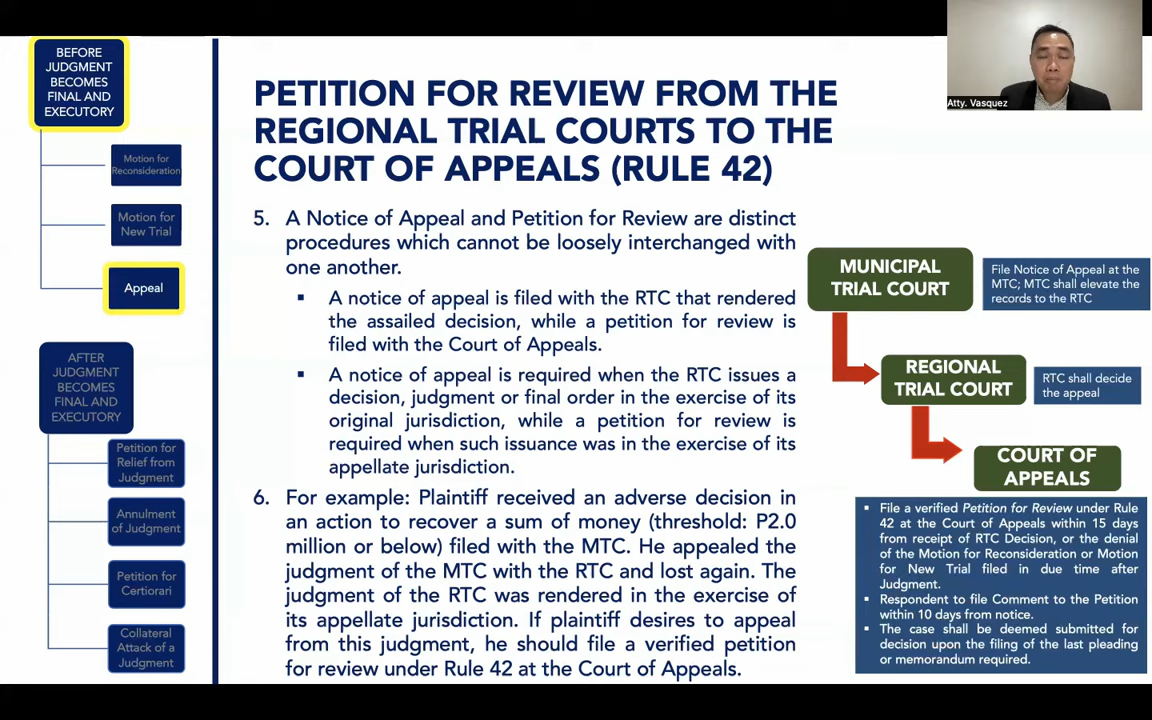 BEFORE
JUDGMENT
BECOMES
FINAL AND
EXECUTORY
Motion for
Reconsideration
Motion for
New Trial
Appeal
AFTER
JUDGMENT
BECOMES
FINAL AND
EXECUTORY
Petition for
Relief from
Judgment
Annulment
of Judgment
Petition for
Certiorari
Collateral
Attack of a
Judgment
PETITION FOR REVIEW FROM THE
REGIONAL TRIAL COURTS TO THE
COURT OF APPEALS (RULE 42)
5. A Notice of Appeal and Petition for Review are distinct
procedures which cannot be loosely interchanged with
one another.
▪ A notice of appeal is filed with the RTC that rendered
the assailed decision, while a petition for review is
filed with the Court of Appeals.
▪ A notice of appeal is required when the RTC issues a
decision, judgment or final order in the exercise of its
original jurisdiction, while a petition for review is
required when such issuance was in the exercise of its
appellate jurisdiction.
6. For example: Plaintiff received an adverse decision in
an action to recover a sum of money (threshold: P2.0
million or below) filed with the MTC. He appealed the
judgment of the MTC with the RTC and lost again. The
judgment of the RTC was rendered in the exercise of
its appellate jurisdiction. If plaintiff desires to appeal
from this judgment, he should file a verified petition
for review under Rule 42 at the Court of Appeals.
Atty. Vasquez
MUNICIPAL
TRIAL COURT
File Notice of Appeal at the
MTC; MTC shall elevate the
records to the RTC
REGIONAL
TRIAL COURT
RTC shall decide
the appeal
COURT OF
APPEALS
▪ File a verified Petition for Review under Rule
42 at the Court of Appeals within 15 days
from receipt of RTC Decision, or the denial
of the Motion for Reconsideration or Motion
for New Trial filed in due time after
Judgment.
▪ Respondent to file Comment to the Petition
within 10 days from notice.
▪ The case shall be deemed submitted for
decision upon the filing of the last pleading
or memorandum required.